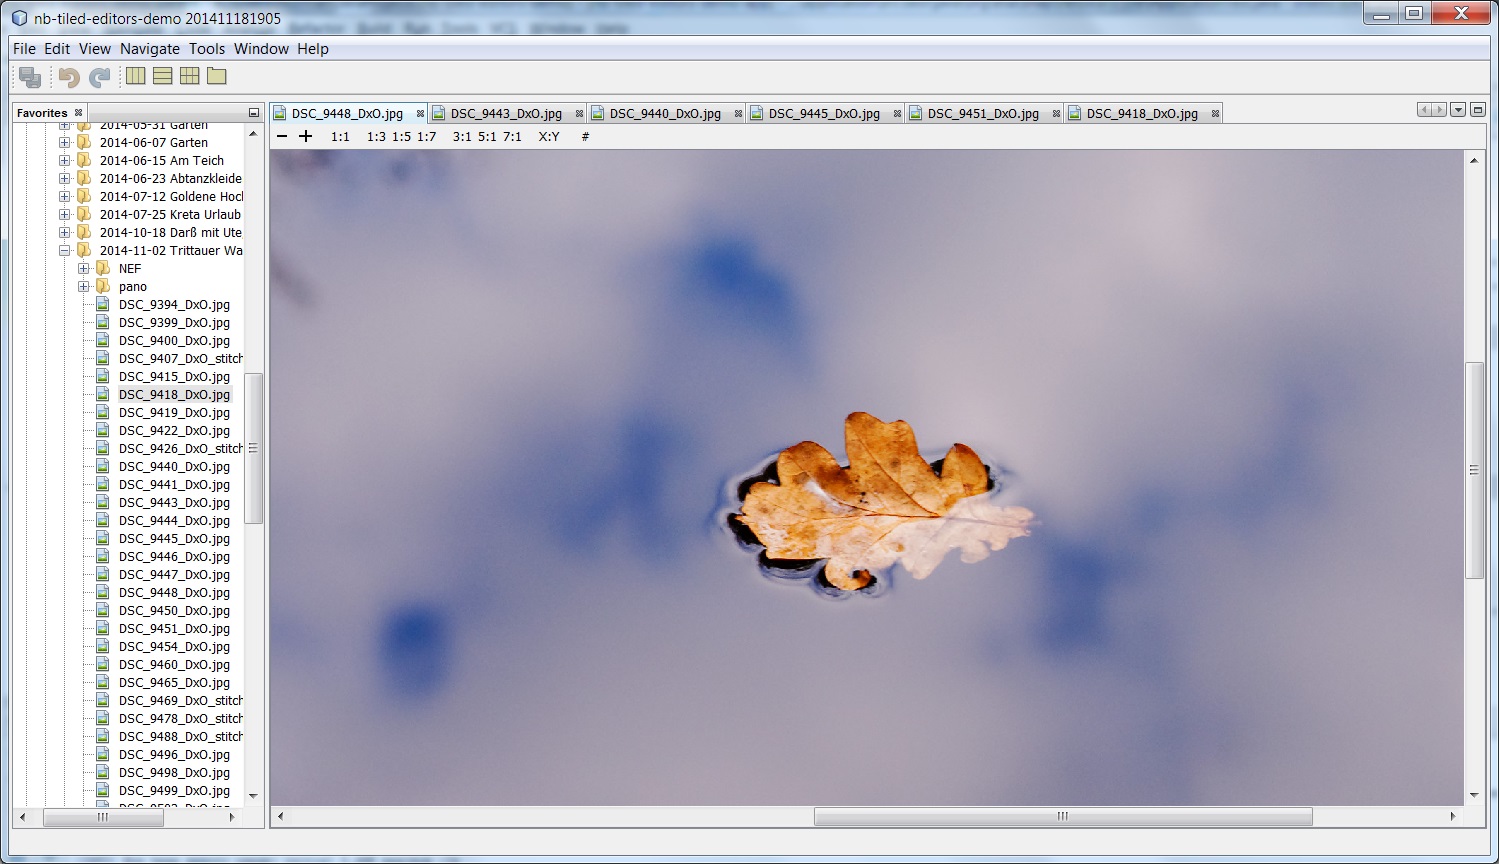 nb-tiled-editors-demo 201411181905
File Edit View Navigate Tools Window Help
Favorites
DSC_9448_DxO.jpg DSC_9443_DxO.jpg DSC_9440_DxO.jpg DSC_9445_DxO.jpg DSC_9451_DxO.jpg DSC_9418_DxO.jpg
1:1 1:3 1:5 1:7 3:1 5:1 7:1 X:Y #
2014-05-31 Garten
2014-06-07 Garten
2014-06-15 Am Teich
2014-06-23 Abtanzkleide
2014-07-12 Goldene Hoch
2014-07-25 Kreta Urlaub
2014-10-18 Darß mit Ute
2014-11-02 Trittauer Wa
NEF
pano
DSC_9394_DxO.jpg
DSC_9399_DxO.jpg
DSC_9400_DxO.jpg
DSC_9407_DxO_stitch
DSC_9415_DxO.jpg
DSC_9418_DxO.jpg
DSC_9419_DxO.jpg
DSC_9422_DxO.jpg
DSC_9426_DxO_stitch
DSC_9440_DxO.jpg
DSC_9441_DxO.jpg
DSC_9443_DxO.jpg
DSC_9444_DxO.jpg
DSC_9445_DxO.jpg
DSC_9446_DxO.jpg
DSC_9447_DxO.jpg
DSC_9448_DxO.jpg
DSC_9450_DxO.jpg
DSC_9451_DxO.jpg
DSC_9454_DxO.jpg
DSC_9460_DxO.jpg
DSC_9465_DxO.jpg
DSC_9469_DxO_stitch
DSC_9478_DxO_stitch
DSC_9488_DxO_stitch
DSC_9496_DxO.jpg
DSC_9498_DxO.jpg
DSC_9499_DxO.jpg